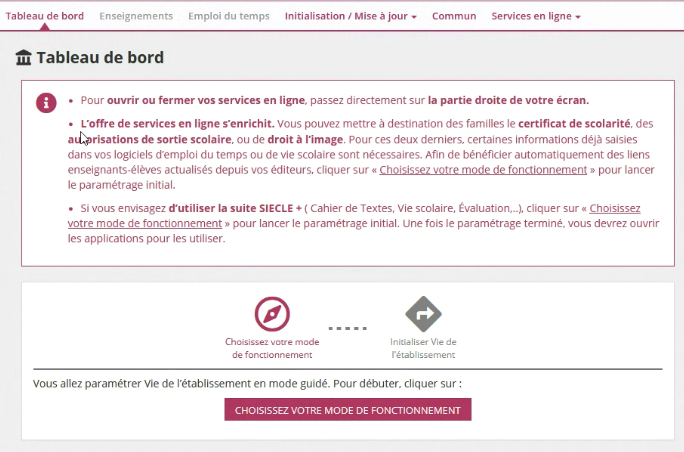 Tableau de bord Enseignements Emploi du temps Initialisation / Mise à jour Commun Services en ligne
Tableau de bord
• Pour ouvrir ou fermer vos services en ligne, passez directement sur la partie droite de votre écran.
• L'offre de services en ligne s'enrichit. Vous pouvez mettre à destination des familles le certificat de scolarité, des
autorisations de sortie scolaire, ou de droit à l'image. Pour ces deux derniers, certaines informations déjà saisies
dans vos logiciels d'emploi du temps ou de vie scolaire sont nécessaires. Afin de bénéficier automatiquement des liens
enseignants-élèves actualisés depuis vos éditeurs, cliquer sur « Choisissez votre mode de fonctionnement » pour lancer
le paramétrage initial.
• Si vous envisagez d'utiliser la suite SIECLE + ( Cahier de Textes, Vie scolaire, Évaluation,..), cliquer sur « Choisissez
votre mode de fonctionnement » pour lancer le paramétrage initial. Une fois le paramétrage terminé, vous devrez ouvrir
les applications pour les utiliser.
Choisissez votre mode
de fonctionnement
Initialiser Vie de
l'établissement
Vous allez paramétrer Vie de l'établissement en mode guidé. Pour débuter, cliquer sur :
CHOISISSEZ VOTRE MODE DE FONCTIONNEMENT